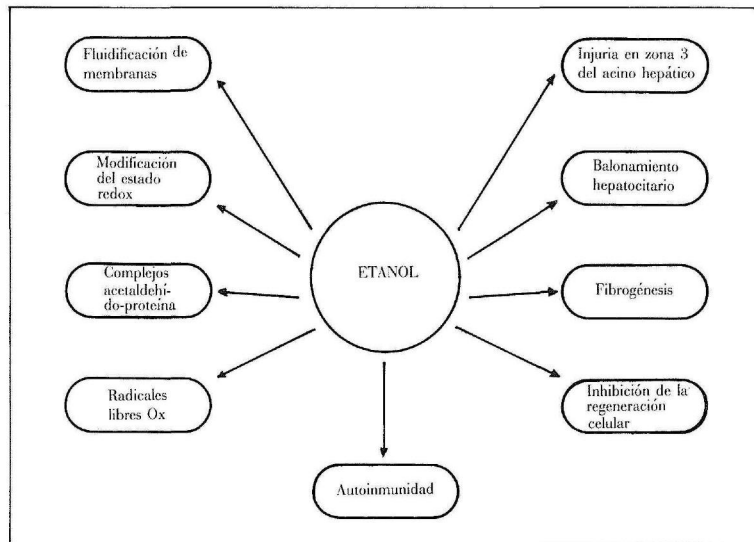 Fluidificación de
membranas
Injuria en zona 3
del acino hepático
Modificación
del estado
redox
Balonamiento
hepatocitario
ETANOL
Complejos
acetaldehí-
do-proteína
Fibrogénesis
Radicales
libres Ox
Inhibición de la
regeneración
celular
Autoinmunidad